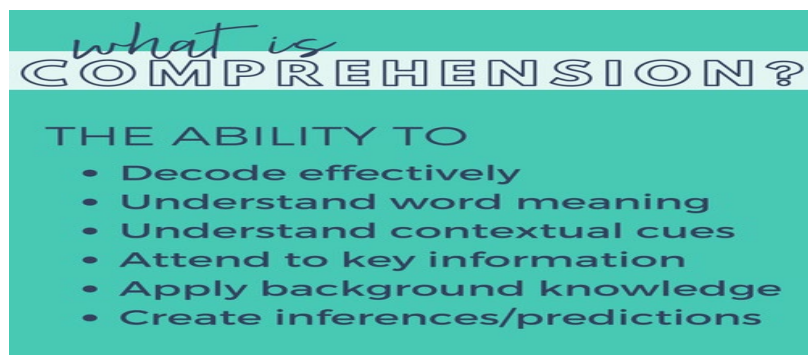 what is
COMPREHENSION?
THE ABILITY TO
• Decode effectively
• Understand word meaning
• Understand contextual cues
• Attend to key information
• Apply background knowledge
• Create inferences/predictions